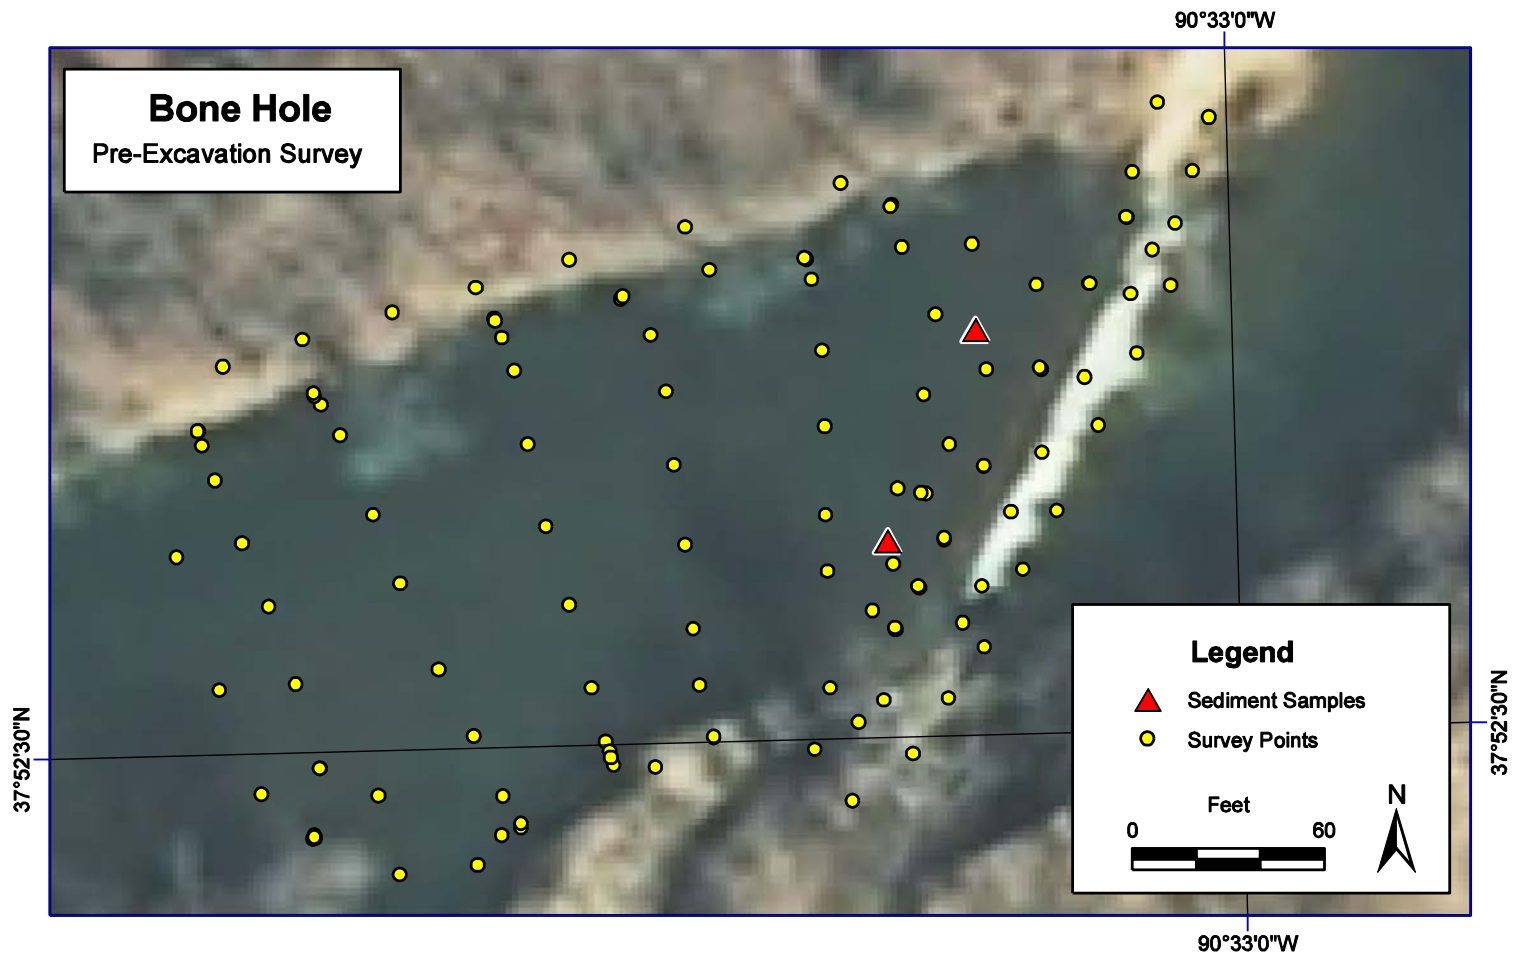 90°33'0"W
Bone Hole
Pre-Excavation Survey
37°52'30"N
37°52'30"N
Legend
Sediment Samples
Survey Points
Feet
0 60
N
90°33'0"W